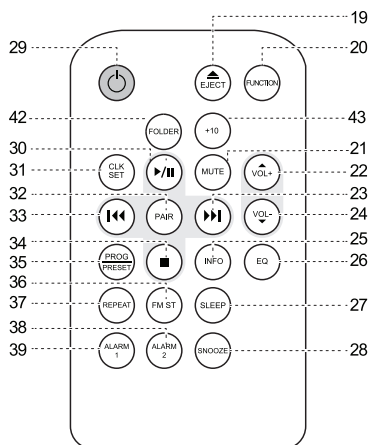 19
29
20
EJECT
FUNCTION
42
43
FOLDER
+10
30
21
31
CLK
SET
MUTE
VOL+
22
32
23
33
PAIR
VOL-
24
34
25
35
PROG
PRESET
INFO
EQ
26
36
37
REPEAT
FM ST
SLEEP
27
38
39
ALARM
1
ALARM
2
SNOOZE
28